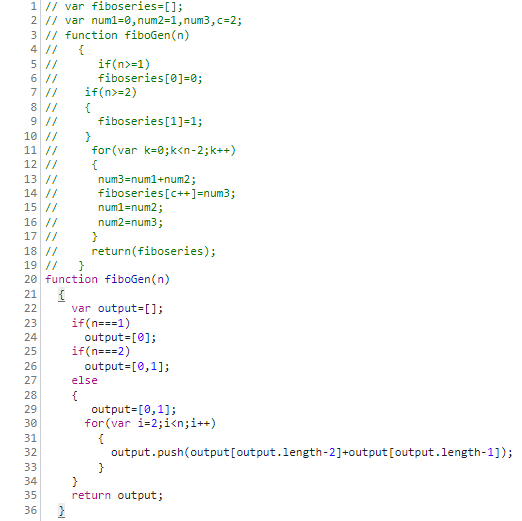 1 // var fiboseries=[];
2 // var num1=0,num2=1,num3,c=2;
3 // function fiboGen(n)
4 //   {
5 //      if(n>=1)
6 //      fiboseries[0]=0;
7 //    if(n>=2)
8 //    {
9 //      fiboseries[1]=1;
10 //    }
11 //     for(var k=0;k<n-2;k++)
12 //     {
13 //      num3=num1+num2;
14 //      fiboseries[c++]=num3;
15 //      num1=num2;
16 //      num2=num3;
17 //     }
18 //     return(fiboseries);
19 //   }
20 function fiboGen(n)
21   {
22     var output=[];
23     if(n===1)
24       output=[0];
25     if(n===2)
26       output=[0,1];
27     else
28     {
29        output=[0,1];
30       for(var i=2;i<n;i++)
31         {
32           output.push(output[output.length-2]+output[output.length-1]);
33         }
34     }
35     return output;
36   }